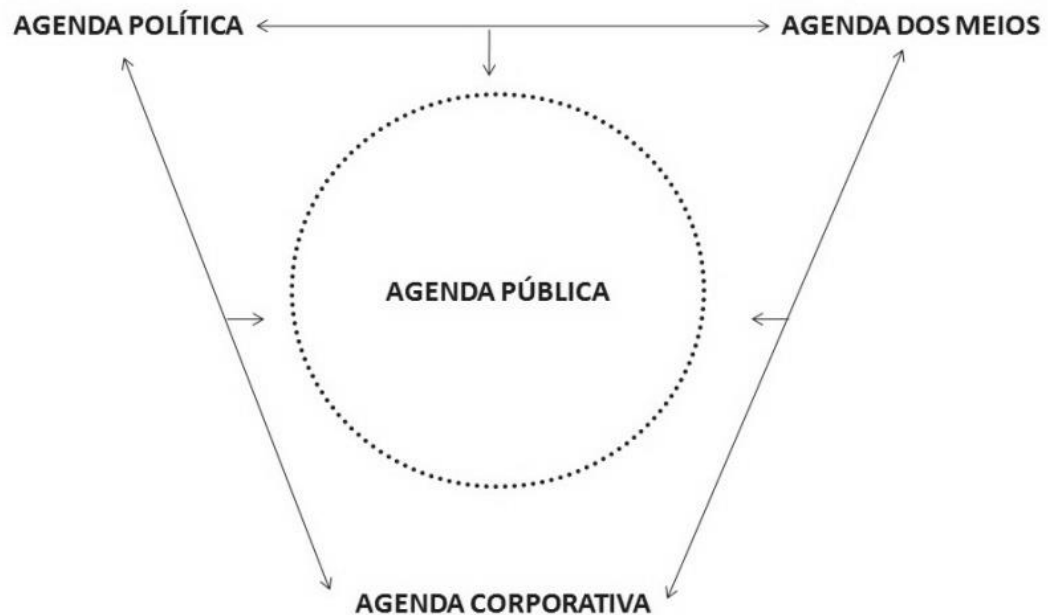 AGENDA POLÍTICA
AGENDA DOS MEIOS
AGENDA PÚBLICA
AGENDA CORPORATIVA